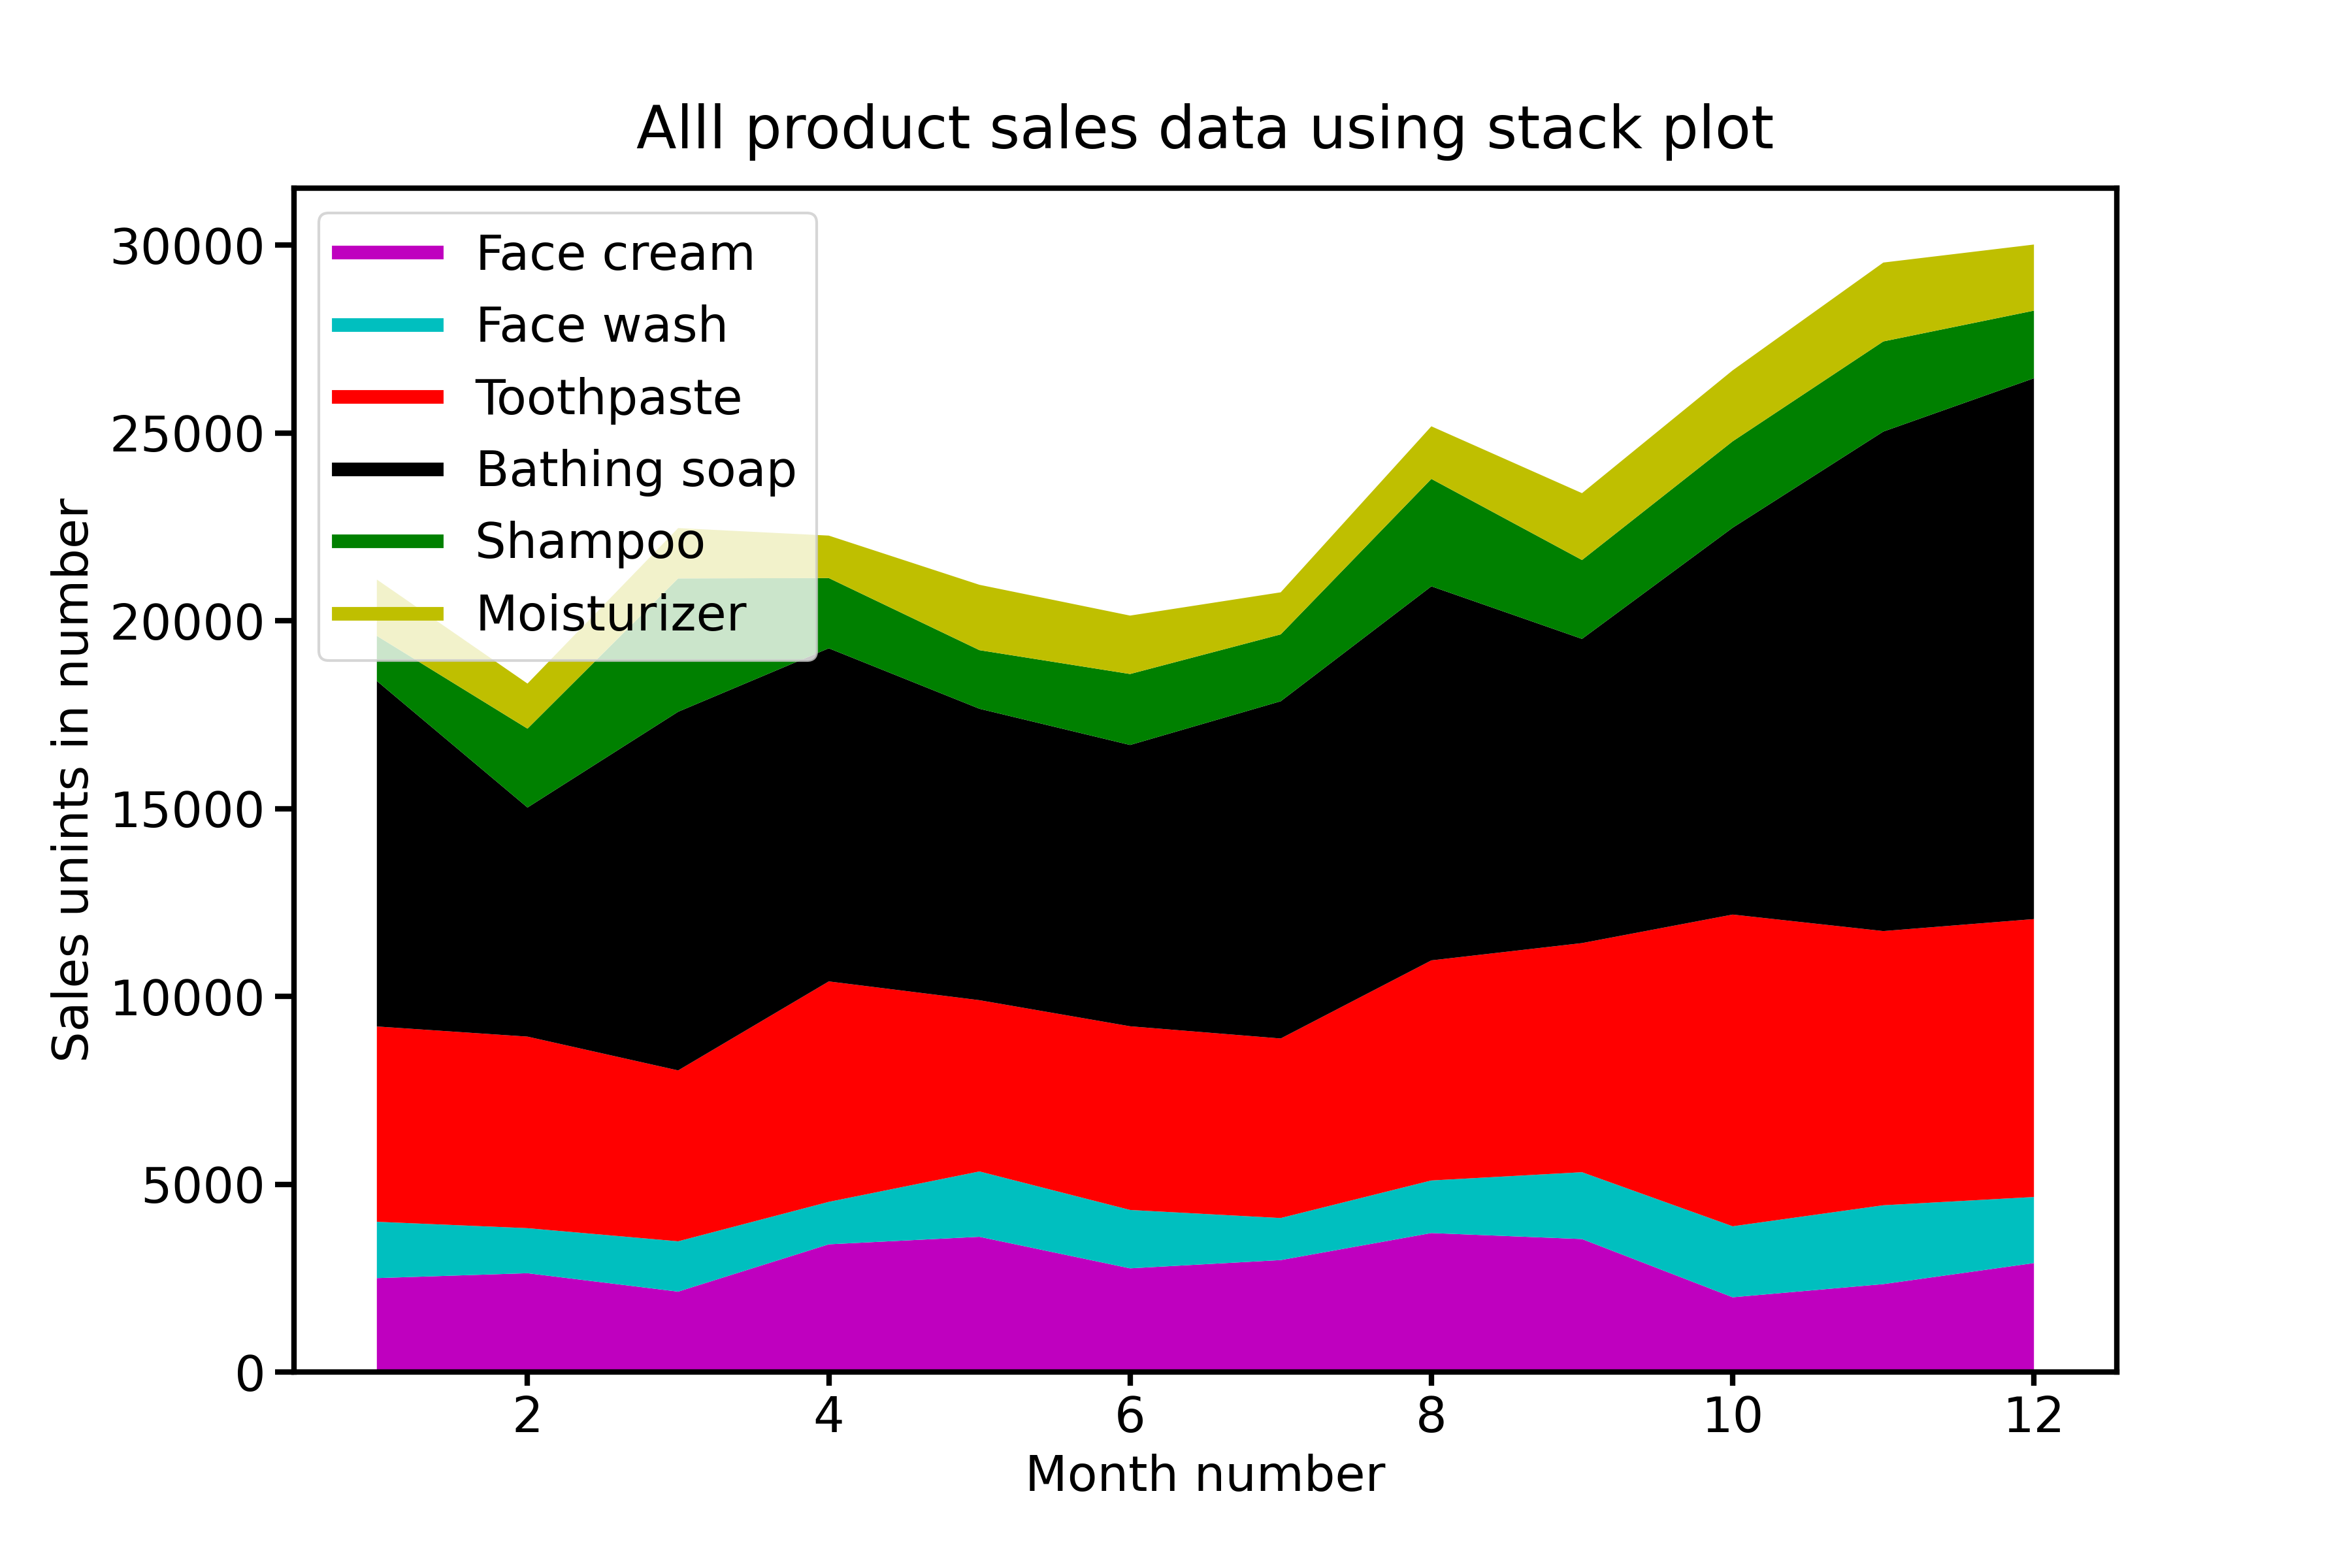 Alll product sales data using stack plot
30000
25000
20000
15000
10000
5000
0
Sales unints in number
Face cream
Face wash
Toothpaste
Bathing soap
Shampoo
Moisturizer
2 4 6 8 10 12
Month number